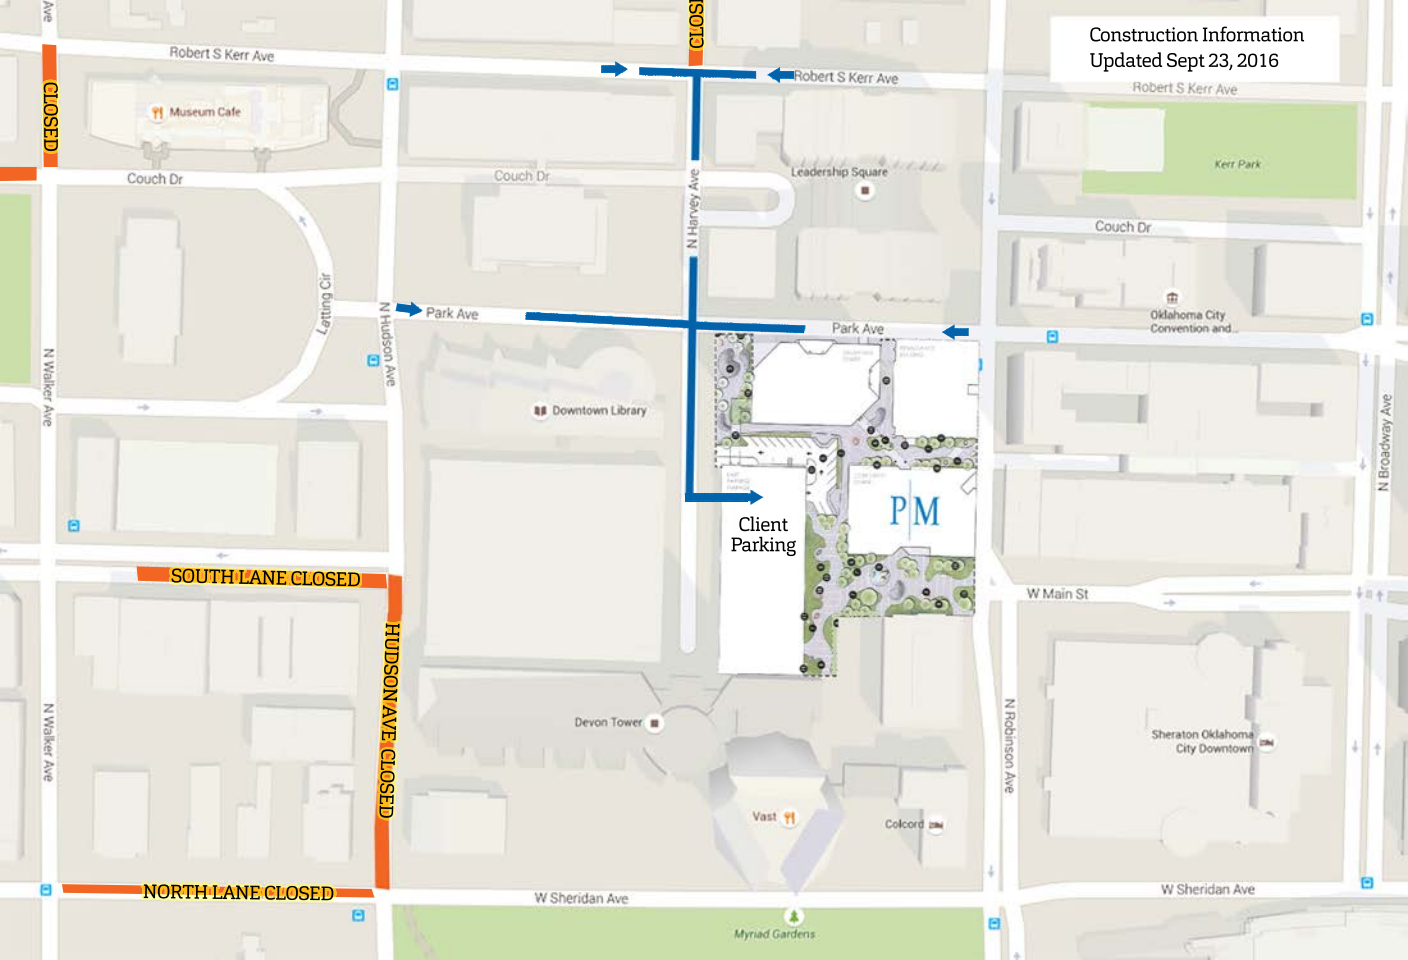 Ave
CLOS
Construction Information
Updated Sept 23, 2016
Robert S Kerr Ave
Robert S Kerr Ave
Robert S Kerr Ave
CLOSED
Museum Cafe
Kerr Park
Couch Dr
Couch Dr
Leadership Square
N Harvey Ave
Couch Dr
Latting Cir
N Hudson Ave
Park Ave
Park Ave
Oklahoma City
Convention and...
N Walker Ave
Downtown Library
N Broadway Ave
P|M
Client
Parking
SOUTH LANE CLOSED
W Main St
HUDSON AVE CLOSED
N Walker Ave
Devon Tower
N Robinson Ave
Sheraton Oklahoma
City Downtown
Vast
Colcord
NORTH LANE CLOSED
W Sheridan Ave
W Sheridan Ave
Myriad Gardens